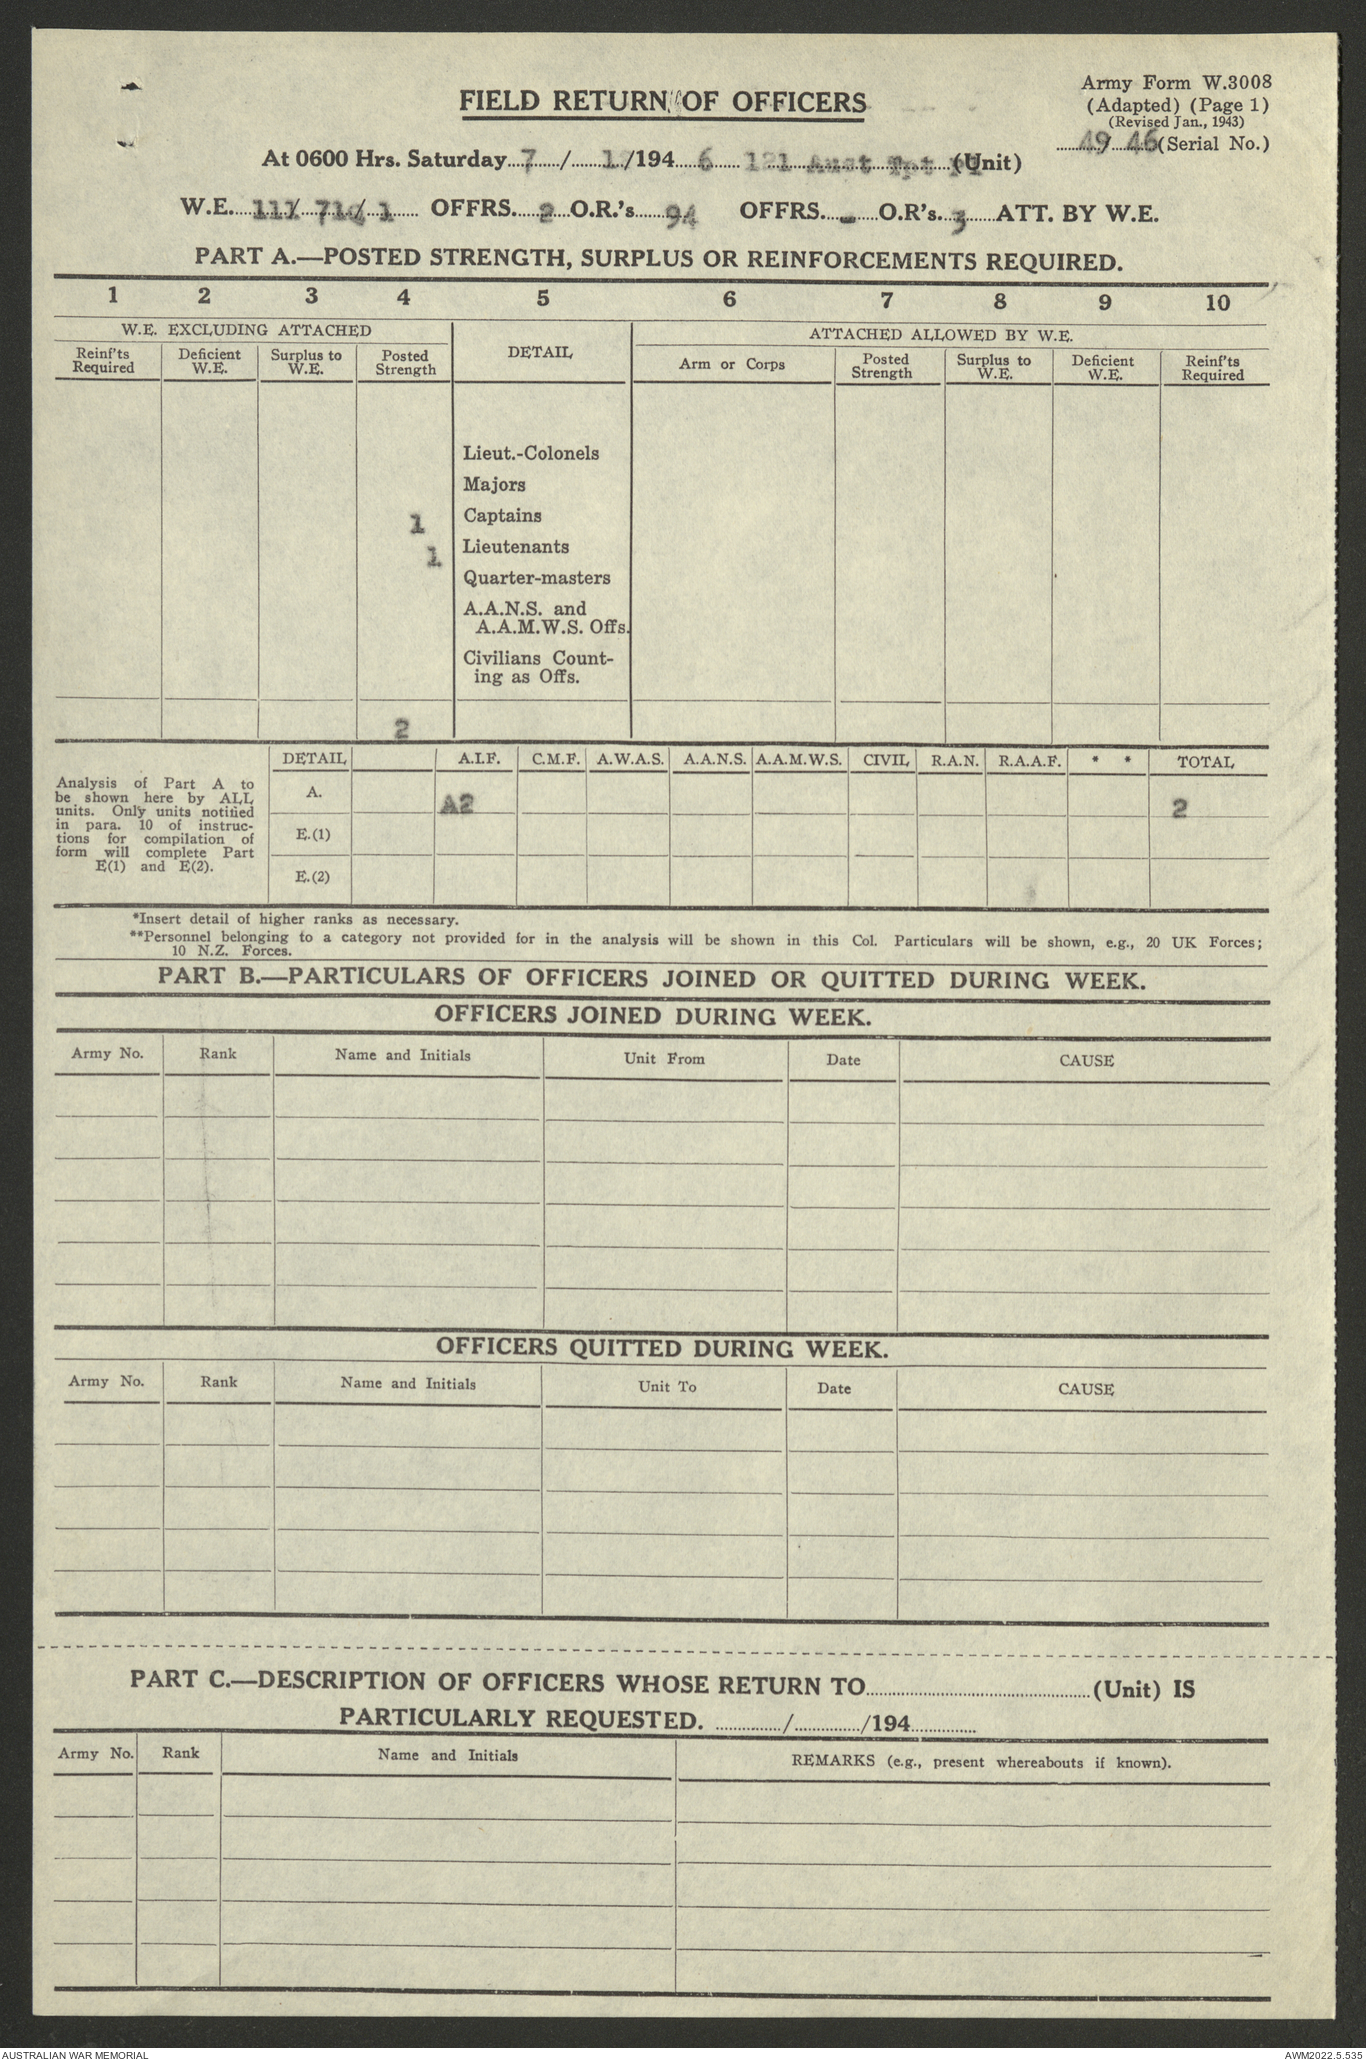 Army Form W.3008
FIELD RETURN OF OFFICERS
(Adapted) (Page 1)
(Revised Jan., 1943)
49/46 (Serial No.)
At 0600 Hrs. Saturday 7/12/1946 121 Aust Tpt Pl (Unit)
W.E. 111/ /1 OFFRS. 2 O.R.'s 94 OFFRS. - O.R's. 3 ATT. BY W.E.
PART A.—POSTED STRENGTH, SURPLUS OR REINFORCEMENTS REQUIRED.
1 2 3 4 5 6 7 8 9 10
W.E. EXCLUDING ATTACHED DETAIL ATTACHED ALLOWED BY W.E.
Reinf'ts Required Deficient W.E. Surplus to W.E. Posted Strength Arm or Corps Posted Strength Surplus to W.E. Deficient W.E. Reinf'ts Required
Lieut.-Colonels
Majors
1 Captains
1 Lieutenants
Quarter-masters
A.A.N.S. and
A.A.M.W.S. Offs.
Civilians Count-
ing as Offs.
2
DETAIL A.I.F. C.M.F. A.W.A.S. A.A.N.S. A.A.M.W.S. CIVIL R.A.N. R.A.A.F. * * TOTAL
Analysis of Part A to
be shown here by ALL
units. Only units notified
in para. 10 of instruc-
tions for compilation of
form will complete Part
E(1) and E(2).
A. A2 2
E.(1)
E.(2)
*Insert detail of higher ranks as necessary.
**Personnel belonging to a category not provided for in the analysis will be shown in this Col. Particulars will be shown, e.g., 20 UK Forces;
10 N.Z. Forces.
PART B.—PARTICULARS OF OFFICERS JOINED OR QUITTED DURING WEEK.
OFFICERS JOINED DURING WEEK.
Army No. Rank Name and Initials Unit From Date CAUSE
OFFICERS QUITTED DURING WEEK.
Army No. Rank Name and Initials Unit To Date CAUSE
PART C.—DESCRIPTION OF OFFICERS WHOSE RETURN TO (Unit) IS
PARTICULARLY REQUESTED. / /194
Army No. Rank Name and Initials REMARKS (e.g., present whereabouts if known).
AUSTRALIAN WAR MEMORIAL
AWM2022.5.535